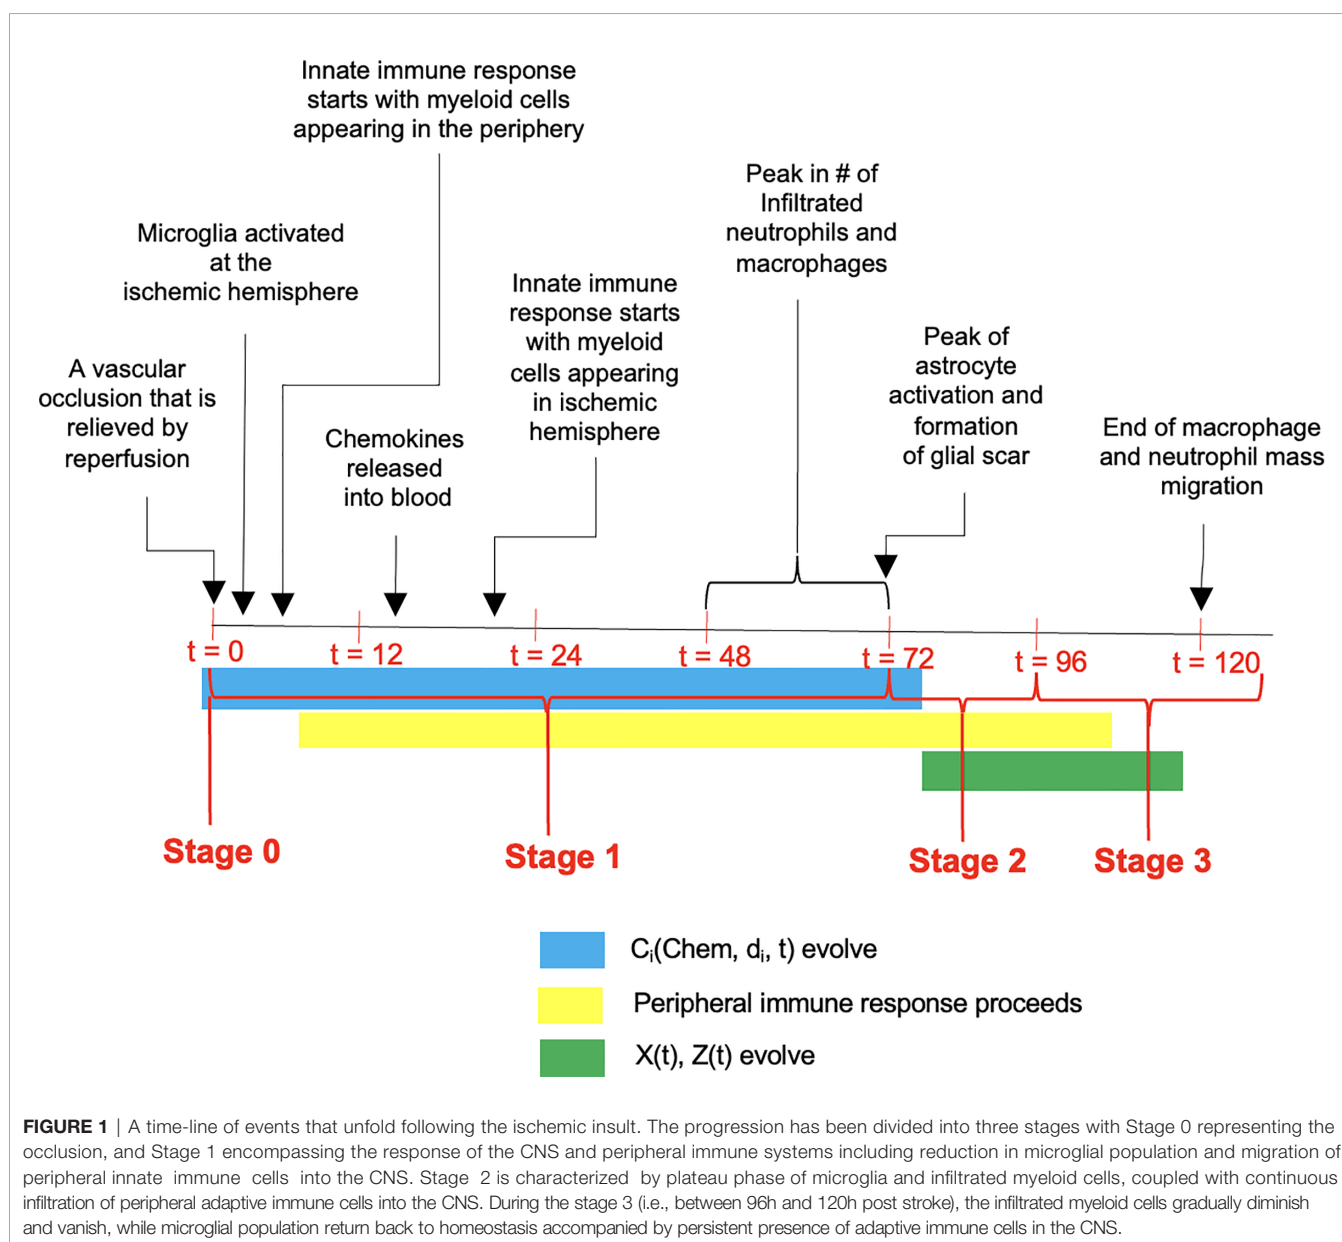 Innate immune response
starts with myeloid cells
appearing in the periphery
Peak in # of
Infiltrated
neutrophils and
macrophages
Microglia activated
at the
ischemic hemisphere
Innate immune
response starts
with myeloid
cells appearing
in ischemic
hemisphere
Peak of
astrocyte
activation and
formation
of glial scar
A vascular
occlusion that is
relieved by
reperfusion
Chemokines
released
into blood
End of macrophage
and neutrophil mass
migration
t = 0
t = 12
t = 24
t = 48
t = 72
t = 96
t = 120
Stage 0
Stage 1
Stage 2
Stage 3
Ci(Chem, di, t) evolve
Peripheral immune response proceeds
X(t), Z(t) evolve
FIGURE 1 | A time-line of events that unfold following the ischemic insult. The progression has been divided into three stages with Stage 0 representing the
occlusion, and Stage 1 encompassing the response of the CNS and peripheral immune systems including reduction in microglial population and migration of
peripheral innate immune cells into the CNS. Stage 2 is characterized by plateau phase of microglia and infiltrated myeloid cells, coupled with continuous
infiltration of peripheral adaptive immune cells into the CNS. During the stage 3 (i.e., between 96h and 120h post stroke), the infiltrated myeloid cells gradually diminish
and vanish, while microglial population return back to homeostasis accompanied by persistent presence of adaptive immune cells in the CNS.